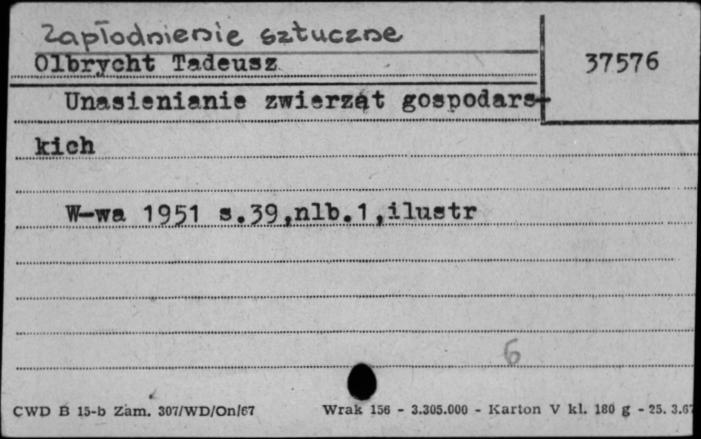 Zapłodnienie sztuczne
Olbrycht Tadeusz
37576
Unasienianie zwierząt gospodars-
kich
W-wa 1951 s.39,nlb.1,ilustr
6
CWD B 15-b Zam. 307/WD/On/67 Wrak 156 - 3.305.000 - Karton V kl. 180 g - 25. 3.67